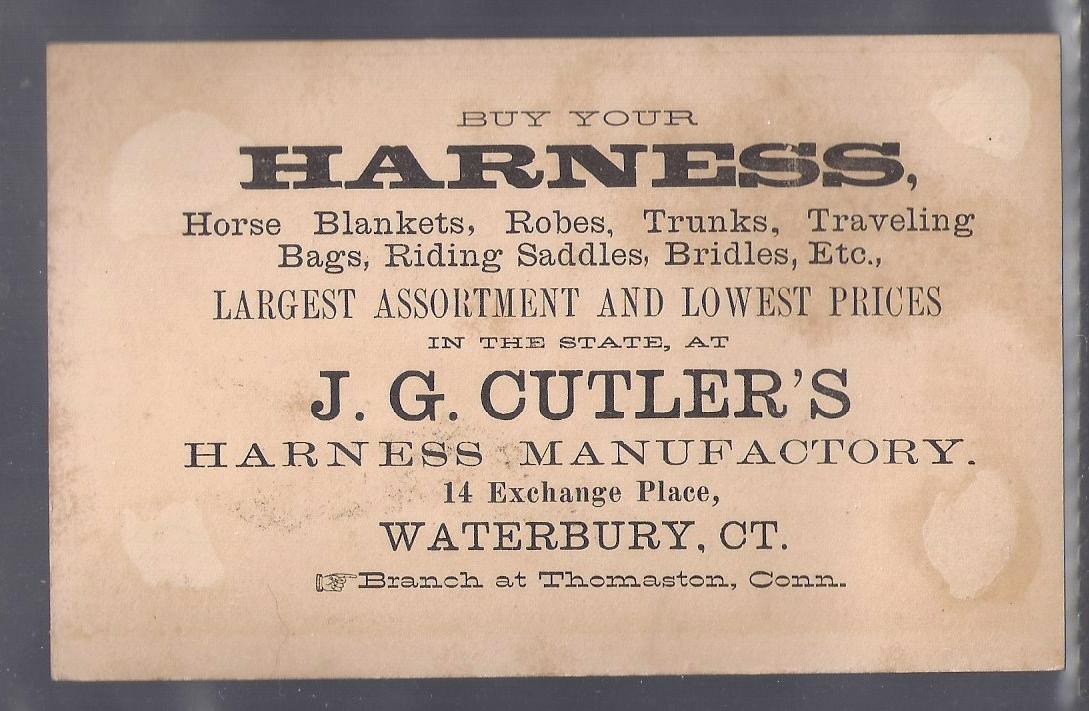 BUY YOUR
HARNESS,
Horse Blankets, Robes, Trunks, Traveling
Bags, Riding Saddles, Bridles, Etc.,
LARGEST ASSORTMENT AND LOWEST PRICES
IN THE STATE, AT
J. G. CUTLER'S
HARNESS MANUFACTORY.
14 Exchange Place,
WATERBURY, CT.
☞Branch at Thomaston, Conn.